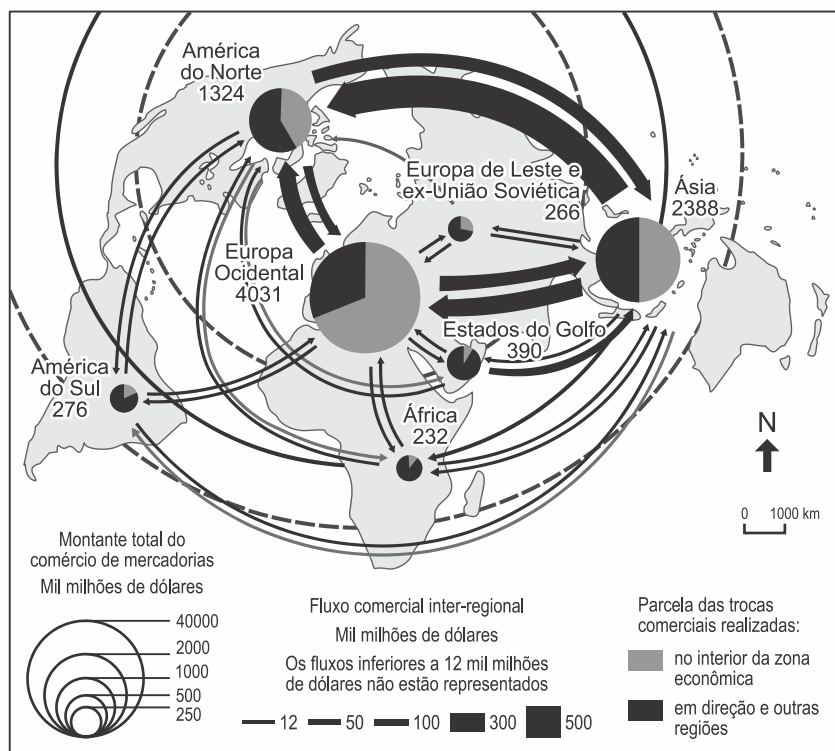 América
do Norte
1324
Europa de Leste e
ex-União Soviética
266
Ásia
2388
Europa
Ocidental
4031
Estados do Golfo
390
América
do Sul
276
África
232
N
0 1000 km
Montante total do
comércio de mercadorias
Mil milhões de dólares
40000
2000
1000
500
250
Fluxo comercial inter-regional
Mil milhões de dólares
Os fluxos inferiores a 12 mil milhões
de dólares não estão representados
12 50 100 300 500
Parcela das trocas
comerciais realizadas:
no interior da zona
econômica
em direção e outras
regiões